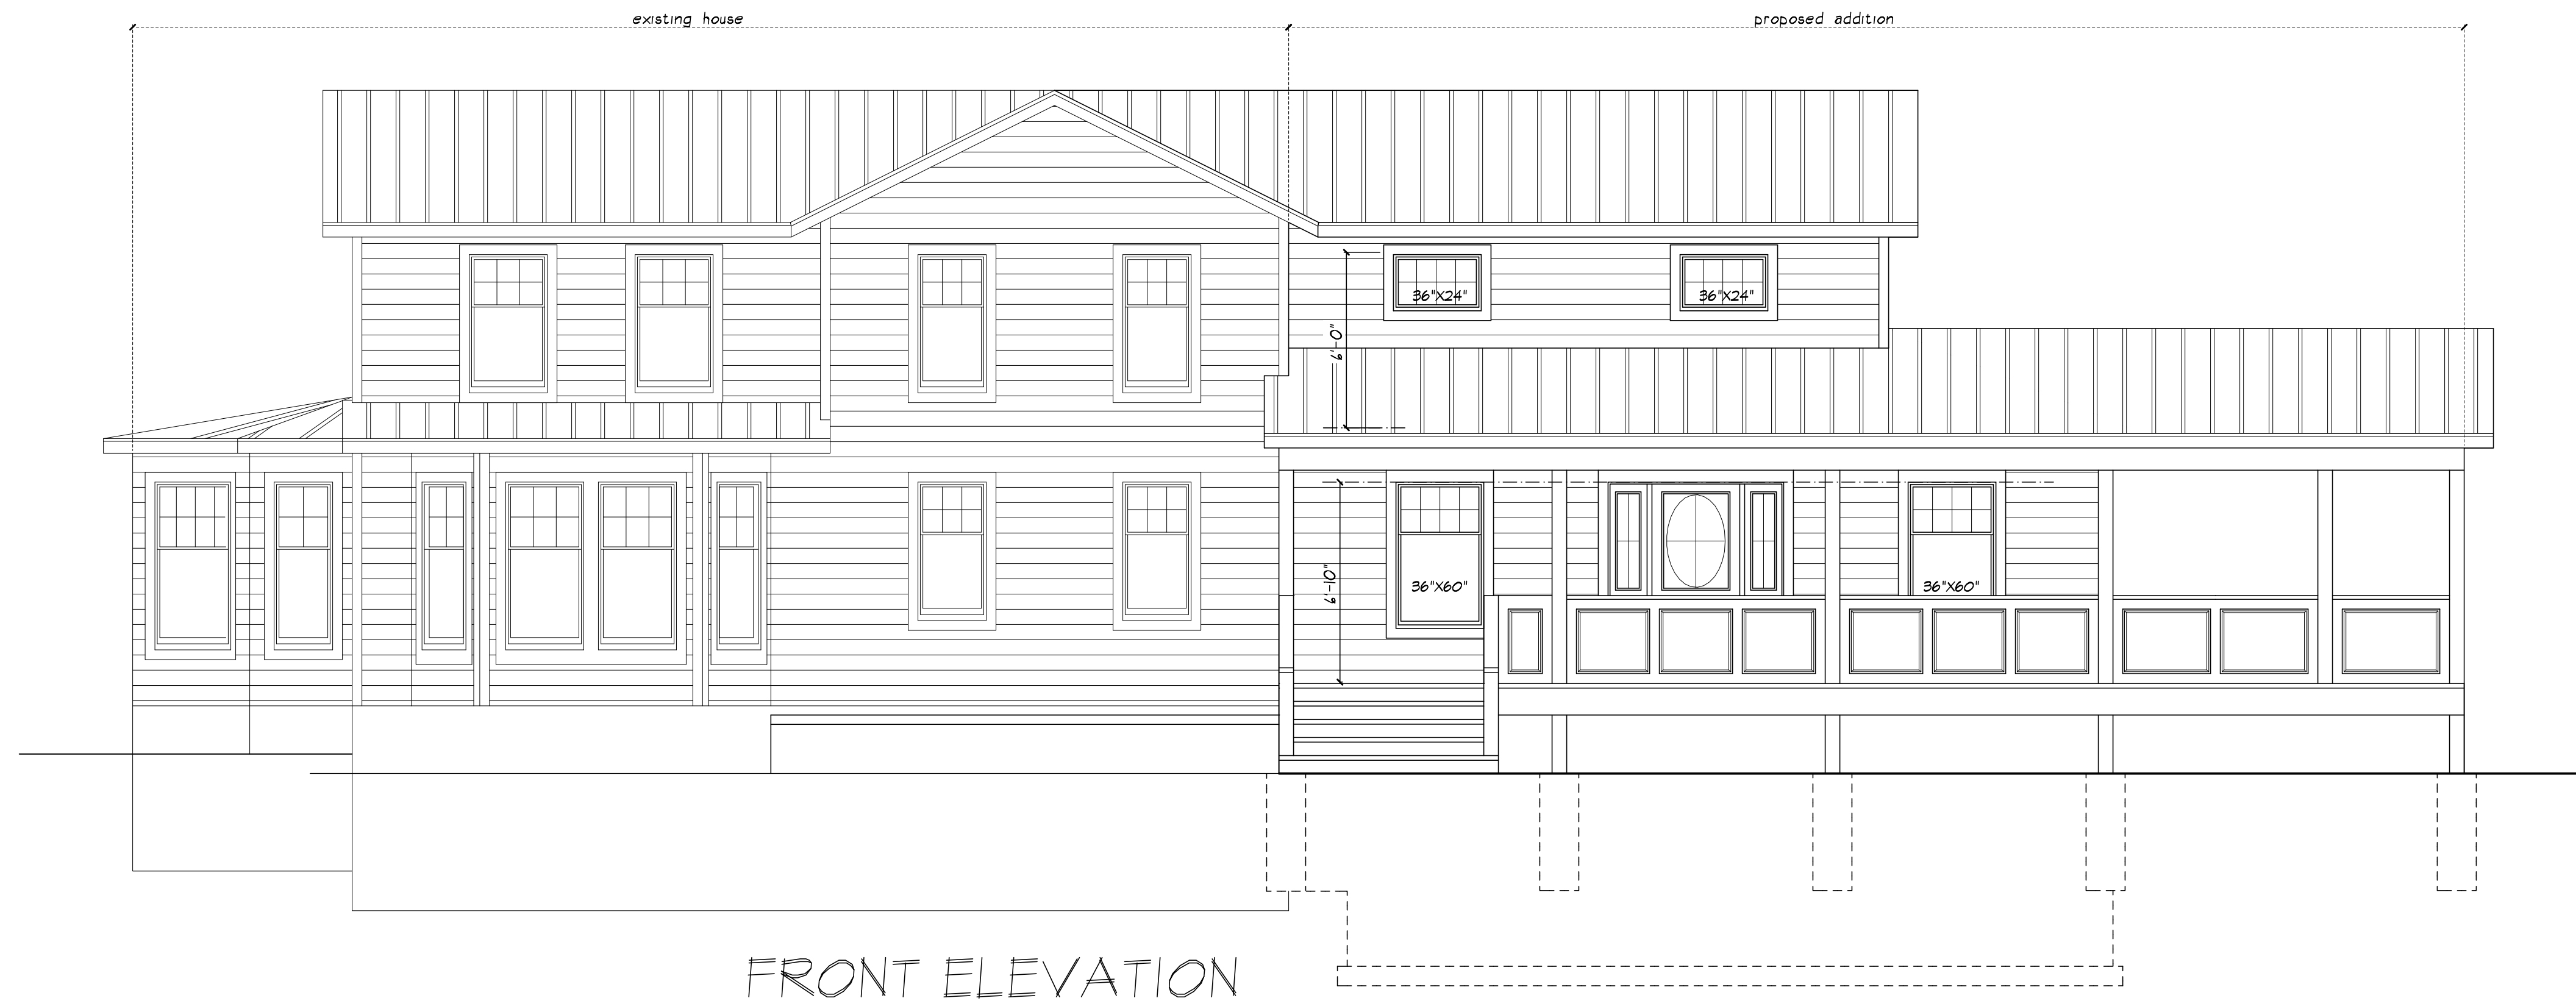 existing house
proposed addition
36"X24"
36"X24"
6'-0"
6'-10"
36"X60"
36"X60"
FRONT ELEVATION